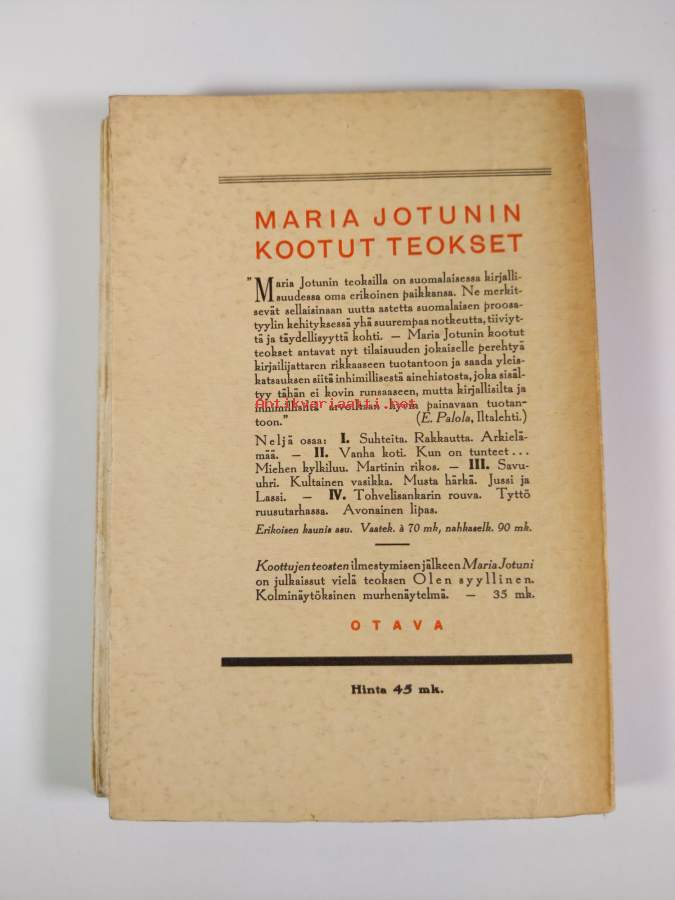 MARIA JOTUNIN
KOOTUT TEOKSET
"Maria Jotunin teoksilla on suomalaisessa kirjalli-
suudessa oma erikoinen paikkansa. Ne merkit-
sevät sellaisinaan uutta astetta suomalaisen proosa-
tyylin kehityksessä yhä suurempaa notkeutta, tiiviyt-
tä ja täydellisyyttä kohti. — Maria Jotunin kootut
teokset antavat nyt tilaisuuden jokaiselle perehtyä
kirjailijattaren rikkaaseen tuotantoon ja saada yleis-
katsauksen siitä inhimillisestä ainehistosta, joka sisäl-
tyy tähän ei kovin runsaaseen, mutta kirjallisilta ja
Antikvariaatti.net
inhimillisiltä arvoiltaan hyvin painavaan tuotan-
toon." (E. Palola, Iltalehti.)
Neljä osaa: I. Suhteita. Rakkautta. Arkielä-
mää. — II. Vanha koti. Kun on tunteet...
Miehen kylkiluu. Martinin rikos. — III. Savu-
uhri. Kultainen vasikka. Musta härkä. Jussi ja
Lassi. — IV. Tohvelisankarin rouva. Tyttö
ruusutarhassa. Avonainen lipas.
Erikoisen kaunis asu. Vaatek. à 70 mk, nahkaselk. 90 mk.
Koottujen teosten ilmestymisen jälkeen Maria Jotuni
on julkaissut vielä teoksen Olen syyllinen.
Kolminäytöksinen murhenäytelmä. — 35 mk.
OTAVA
Hinta 45 mk.